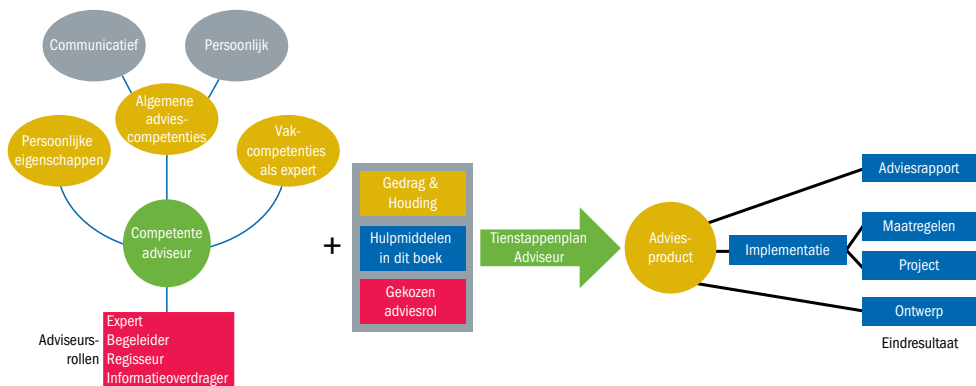 Communicatief
Persoonlijk
Algemene
advies-
competenties
Persoonlijke
eigenschappen
Vak-
competenties
als expert
Competente
adviseur
Adviseurs-
rollen
Expert
Begeleider
Regisseur
Informatieoverdrager
+
Gedrag &
Houding
Hulpmiddelen
in dit boek
Gekozen
adviesrol
Tienstappenplan
Adviseur
Advies-
product
Implementatie
Adviesrapport
Maatregelen
Project
Ontwerp
Eindresultaat